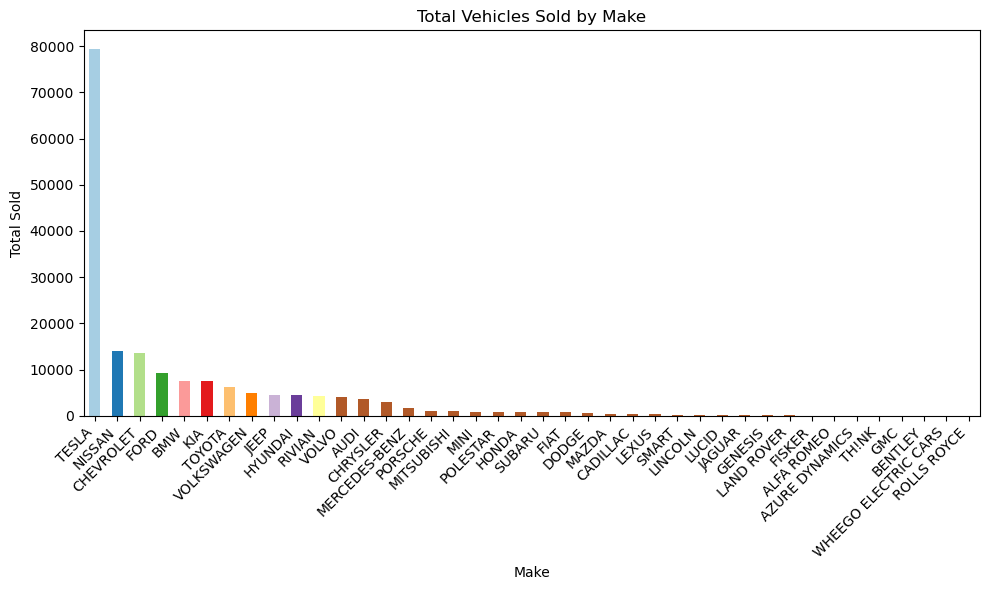 Total Vehicles Sold by Make
Total Sold
80000
70000
60000
50000
40000
30000
20000
10000
0
TESLA
NISSAN
CHEVROLET
FORD
BMW
KIA
TOYOTA
VOLKSWAGEN
JEEP
HYUNDAI
RIVIAN
VOLVO
AUDI
CHRYSLER
MERCEDES-BENZ
PORSCHE
MITSUBISHI
MINI
POLESTAR
HONDA
SUBARU
FIAT
DODGE
MAZDA
CADILLAC
LEXUS
SMART
LINCOLN
LUCID
JAGUAR
GENESIS
LAND ROVER
FISKER
ALFA ROMEO
AZURE DYNAMICS
TH!NK
GMC
BENTLEY
WHEEGO ELECTRIC CARS
ROLLS ROYCE
Make